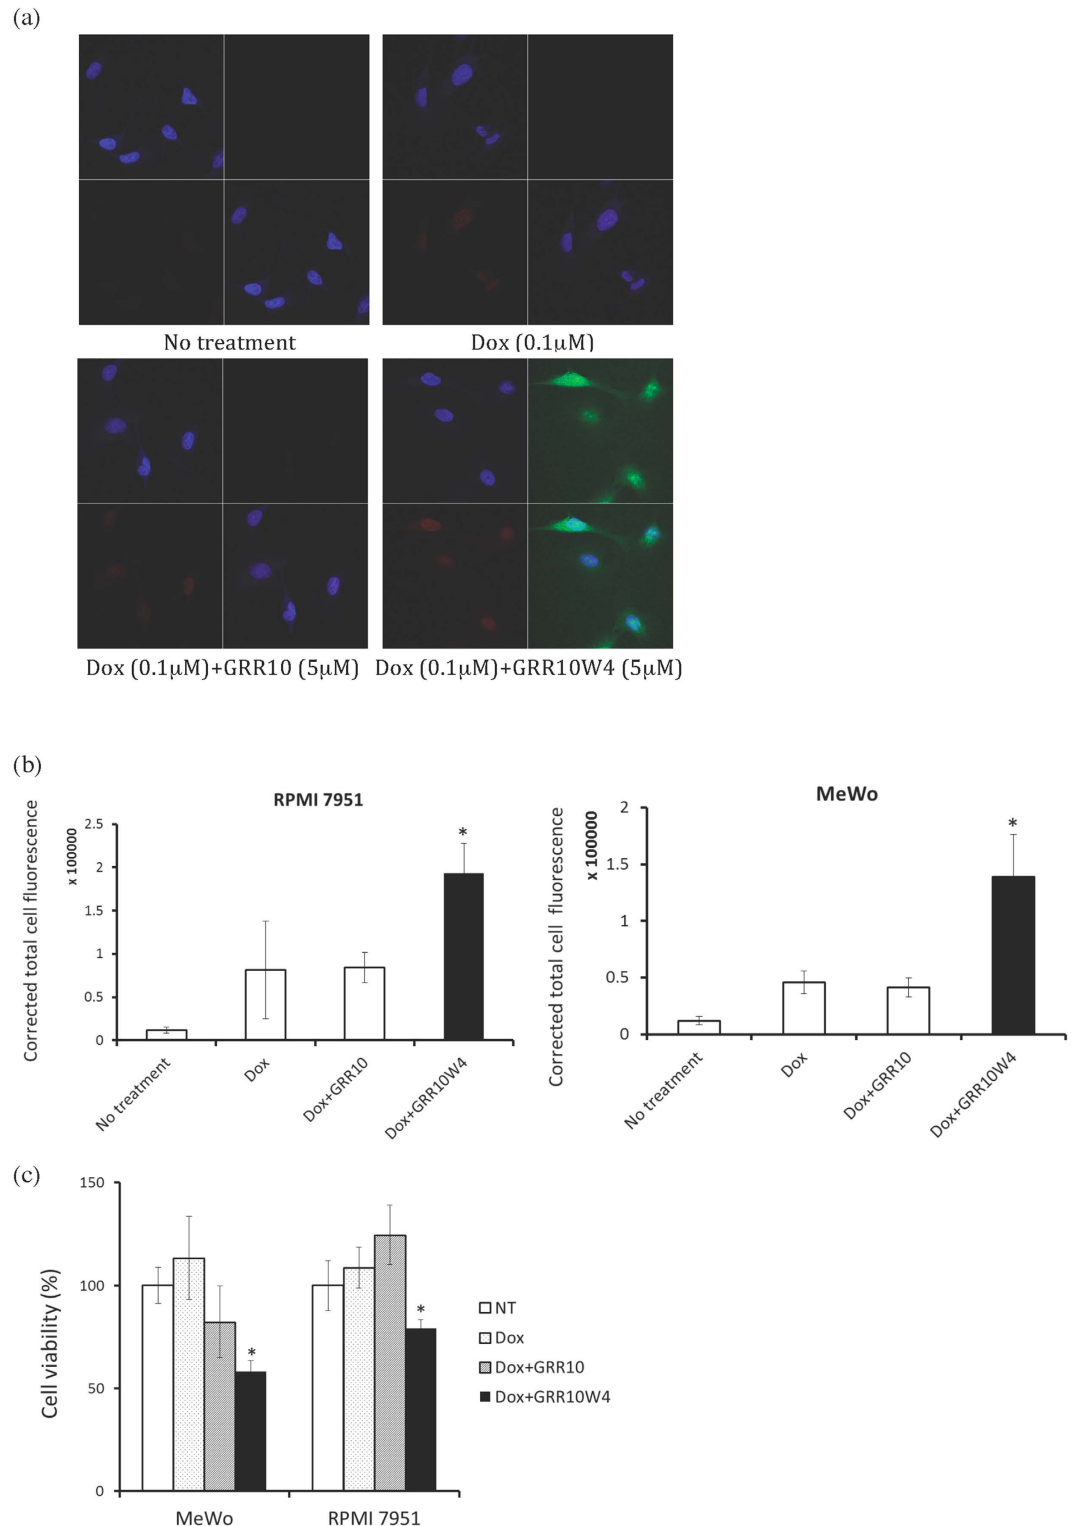 (a)
No treatment
Dox (0.1μM)
Dox (0.1μM)+GRR10 (5μM)
Dox (0.1μM)+GRR10W4 (5μM)
(b)
RPMI 7951
Corrected total cell fluorescence
x 100000
2.5
2
1.5
1
0.5
0
*
No treatment
Dox
Dox+GRR10
Dox+GRR10W4
MeWo
Corrected total cell fluorescence
x 100000
2
1.5
1
0.5
0
*
No treatment
Dox
Dox+GRR10
Dox+GRR10W4
(c)
Cell viability (%)
150
100
50
0
*
*
MeWo
RPMI 7951
NT
Dox
Dox+GRR10
Dox+GRR10W4